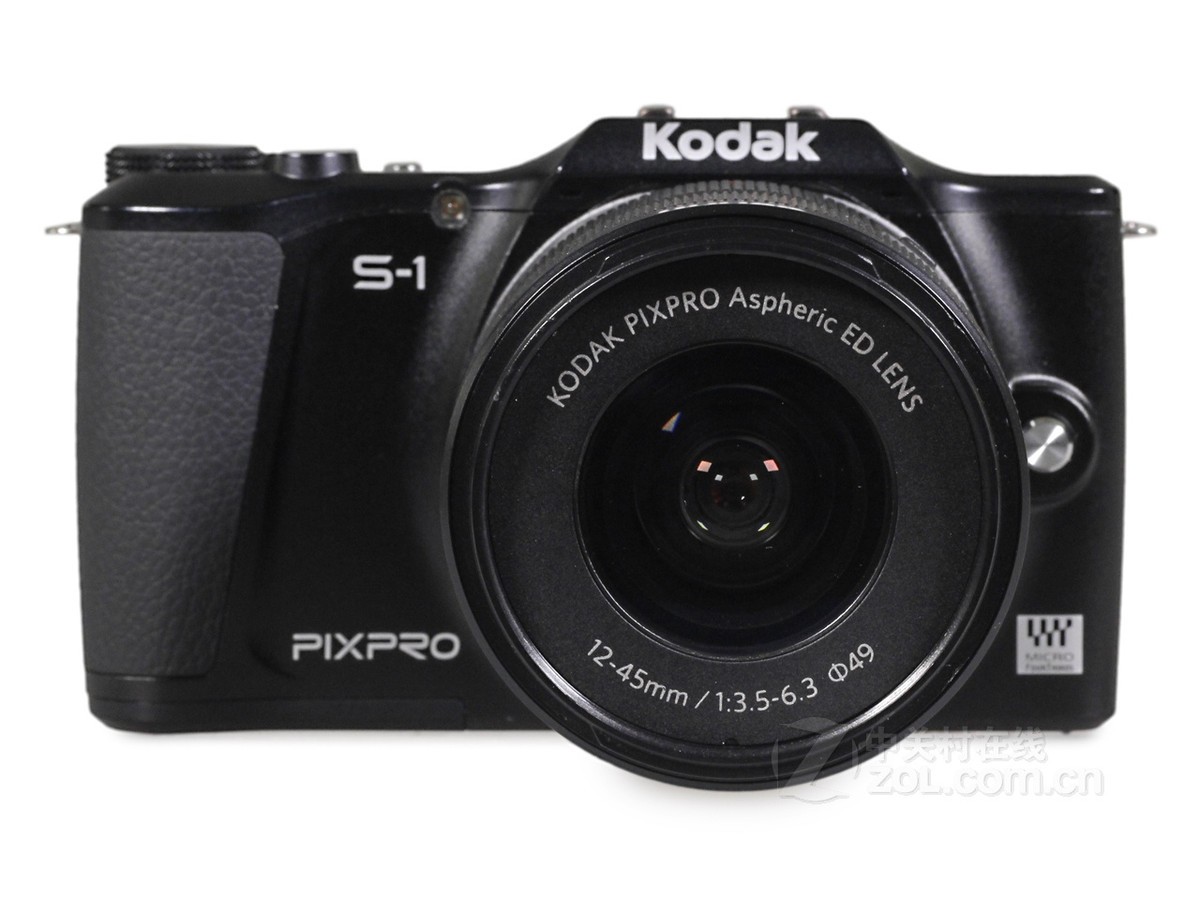 Kodak
S-1
KODAK PIXPRO Aspheric ED LENS
PIXPRO
12-45mm / 1:3.5-6.3 Φ49
MICRO
FOURTHIRDS
中关村在线
ZOL.com.cn